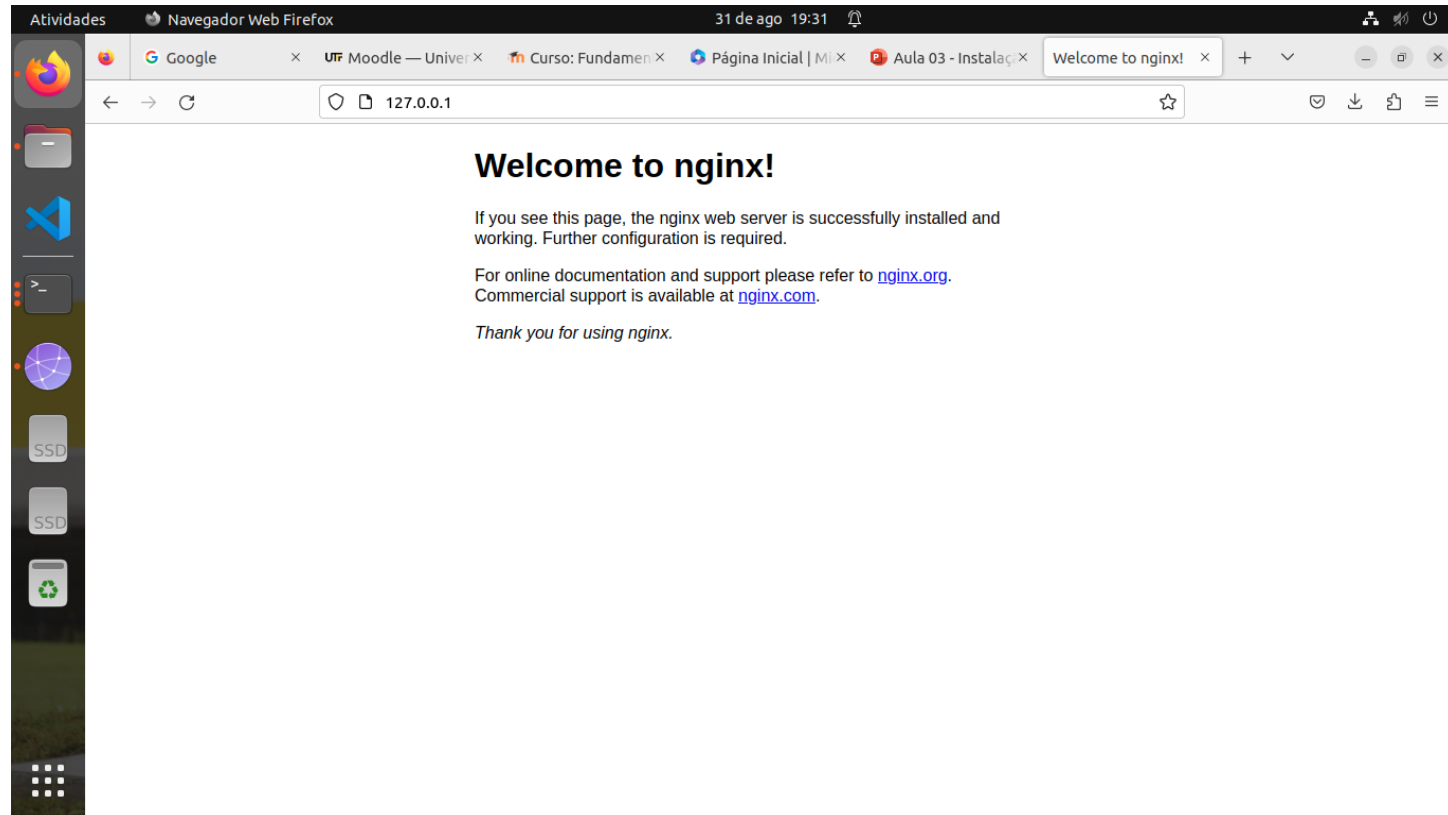 Atividades
Navegador Web Firefox
31 de ago 19:31
Google
UTF Moodle — Univer
Curso: Fundamen
Página Inicial | Mi
Aula 03 - Instalaçã
Welcome to nginx!
127.0.0.1
Welcome to nginx!
If you see this page, the nginx web server is successfully installed and
working. Further configuration is required.
For online documentation and support please refer to nginx.org.
Commercial support is available at nginx.com.
Thank you for using nginx.
SSD
SSD